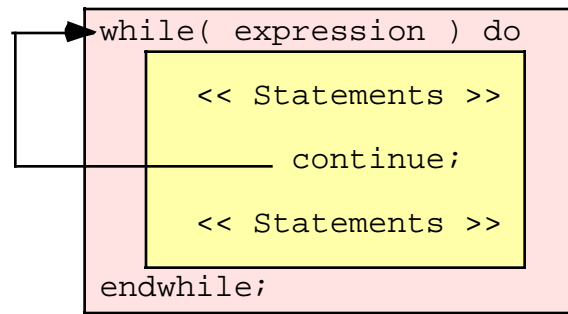 while( expression ) do
<< Statements >>
continue;
<< Statements >>
endwhile;